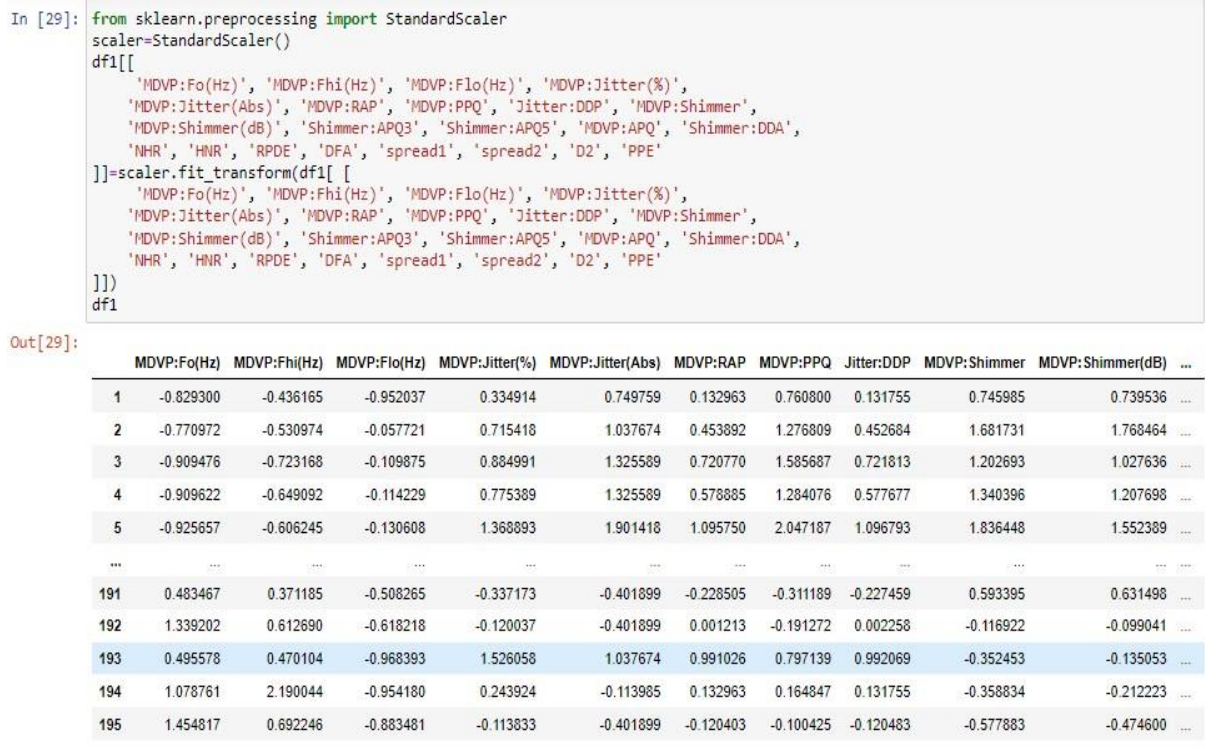 In [29]: from sklearn.preprocessing import StandardScaler
scaler=StandardScaler()
df1[[
'MDVP:Fo(Hz)', 'MDVP:Fhi(Hz)', 'MDVP:Flo(Hz)', 'MDVP:Jitter(%)',
'MDVP:Jitter(Abs)', 'MDVP:RAP', 'MDVP:PPQ', 'Jitter:DDP', 'MDVP:Shimmer',
'MDVP:Shimmer(dB)', 'Shimmer:APQ3', 'Shimmer:APQ5', 'MDVP:APQ', 'Shimmer:DDA',
'NHR', 'HNR', 'RPDE', 'DFA', 'spread1', 'spread2', 'D2', 'PPE'
]]=scaler.fit_transform(df1[ [
'MDVP:Fo(Hz)', 'MDVP:Fhi(Hz)', 'MDVP:Flo(Hz)', 'MDVP:Jitter(%)',
'MDVP:Jitter(Abs)', 'MDVP:RAP', 'MDVP:PPQ', 'Jitter:DDP', 'MDVP:Shimmer',
'MDVP:Shimmer(dB)', 'Shimmer:APQ3', 'Shimmer:APQ5', 'MDVP:APQ', 'Shimmer:DDA',
'NHR', 'HNR', 'RPDE', 'DFA', 'spread1', 'spread2', 'D2', 'PPE'
]])
df1
Out[29]:
MDVP:Fo(Hz) MDVP:Fhi(Hz) MDVP:Flo(Hz) MDVP:Jitter(%) MDVP:Jitter(Abs) MDVP:RAP MDVP:PPQ Jitter:DDP MDVP:Shimmer MDVP:Shimmer(dB) ...
1 -0.829300 -0.436165 -0.952037 0.334914 0.749759 0.132963 0.760800 0.131755 0.745985 0.739536 ...
2 -0.770972 -0.530974 -0.057721 0.715418 1.037674 0.453892 1.276809 0.452684 1.681731 1.768464 ...
3 -0.909476 -0.723168 -0.109875 0.884991 1.325589 0.720770 1.585687 0.721813 1.202693 1.027636 ...
4 -0.909622 -0.649092 -0.114229 0.775389 1.325589 0.578885 1.284076 0.577677 1.340396 1.207698 ...
5 -0.925657 -0.606245 -0.130608 1.368893 1.901418 1.095750 2.047187 1.096793 1.836448 1.552389 ...
... ... ... ... ... ... ... ... ... ... ... ...
191 0.483467 0.371185 -0.508265 -0.337173 -0.401899 -0.228505 -0.311189 -0.227459 0.593395 0.631498 ...
192 1.339202 0.612690 -0.618218 -0.120037 -0.401899 0.001213 -0.191272 0.002258 -0.116922 -0.099041 ...
193 0.495578 0.470104 -0.968393 1.526058 1.037674 0.991026 0.797139 0.992069 -0.352453 -0.135053 ...
194 1.078761 2.190044 -0.954180 0.243924 -0.113985 0.132963 0.164847 0.131755 -0.358834 -0.212223 ...
195 1.454817 0.692246 -0.883481 -0.113833 -0.401899 -0.120403 -0.100425 -0.120483 -0.577883 -0.474600 ...